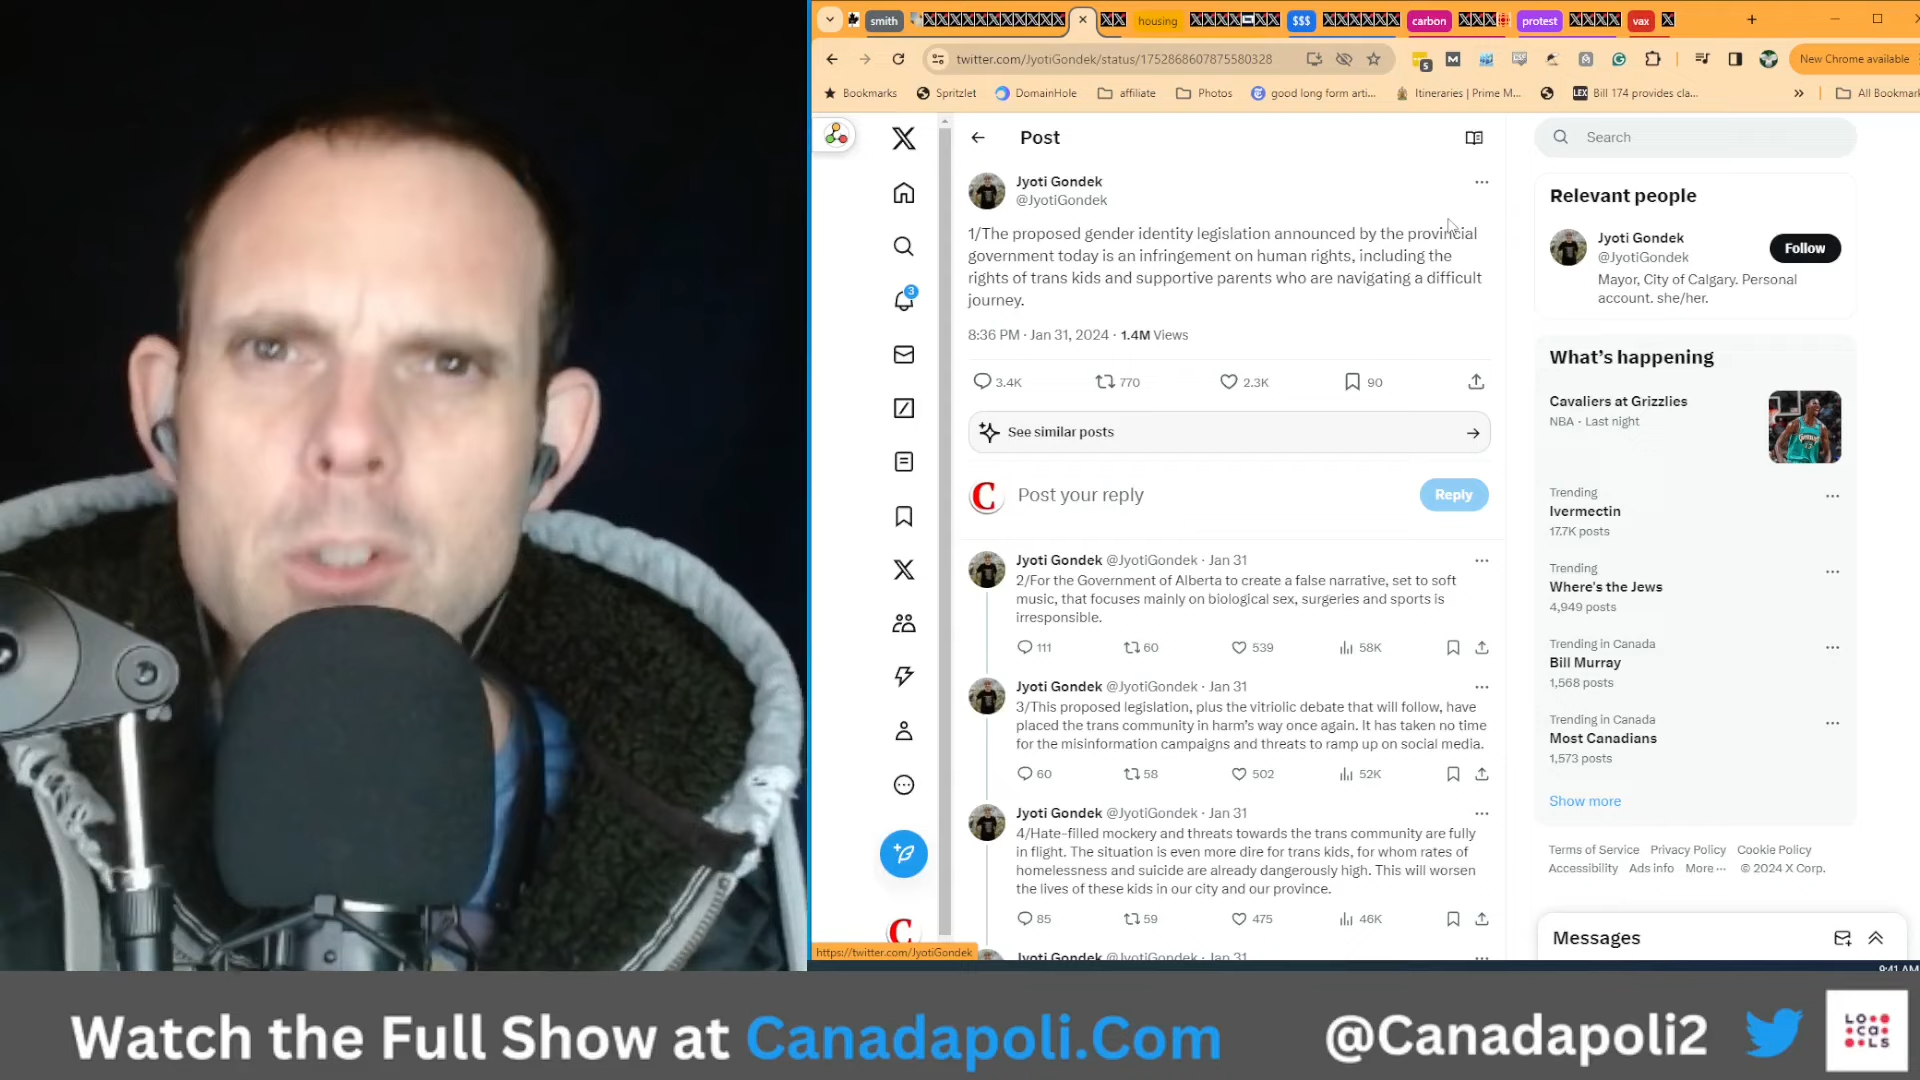 smith
housing
$$$
carbon
protest
vax
twitter.com/JyotiGondek/status/1752868607875580328
5
New Chrome available
Bookmarks
Spritzlet
DomainHole
affiliate
Photos
good long form arti...
Itineraries | Prime M...
LEX
Bill 174 provides cla...
All Bookmar
Post
Search
Jyoti Gondek
@JyotiGondek
1/The proposed gender identity legislation announced by the provincial
government today is an infringement on human rights, including the
rights of trans kids and supportive parents who are navigating a difficult
journey.
8:36 PM · Jan 31, 2024 · 1.4M Views
3.4K
770
2.3K
90
See similar posts
Post your reply
Reply
3
Jyoti Gondek @JyotiGondek · Jan 31
2/For the Government of Alberta to create a false narrative, set to soft
music, that focuses mainly on biological sex, surgeries and sports is
irresponsible.
111
60
539
58K
Jyoti Gondek @JyotiGondek · Jan 31
3/This proposed legislation, plus the vitriolic debate that will follow, have
placed the trans community in harm's way once again. It has taken no time
for the misinformation campaigns and threats to ramp up on social media.
60
58
502
52K
Jyoti Gondek @JyotiGondek · Jan 31
4/Hate-filled mockery and threats towards the trans community are fully
in flight. The situation is even more dire for trans kids, for whom rates of
homelessness and suicide are already dangerously high. This will worsen
the lives of these kids in our city and our province.
85
59
475
46K
Jyoti Gondek @JyotiGondek · Jan 31
https://twitter.com/JyotiGondek
Relevant people
Jyoti Gondek
@JyotiGondek
Follow
Mayor, City of Calgary. Personal
account. she/her.
What's happening
Cavaliers at Grizzlies
NBA · Last night
Trending
Ivermectin
17.7K posts
Trending
Where's the Jews
4,949 posts
Trending in Canada
Bill Murray
1,568 posts
Trending in Canada
Most Canadians
1,573 posts
Show more
Terms of Service Privacy Policy Cookie Policy
Accessibility Ads info More ··· © 2024 X Corp.
Messages
9:41 AM
Watch the Full Show at Canadapoli.Com
@Canadapoli2
LO
ca
LS